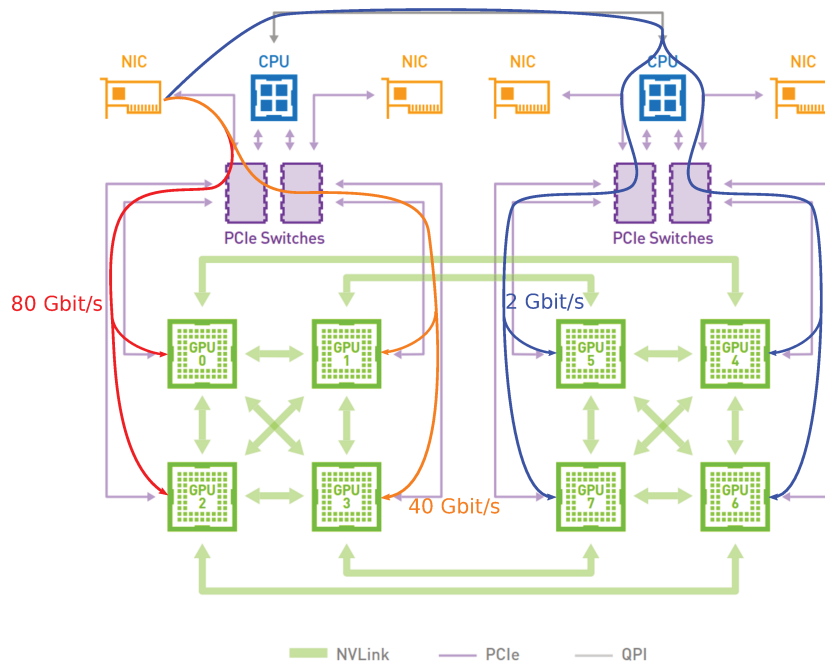 NIC
CPU
NIC
NIC
CPU
NIC
PCIe Switches
PCIe Switches
80 Gbit/s
2 Gbit/s
GPU
0
GPU
1
GPU
5
GPU
4
GPU
2
GPU
3
GPU
7
GPU
6
40 Gbit/s
NVLink
PCIe
QPI